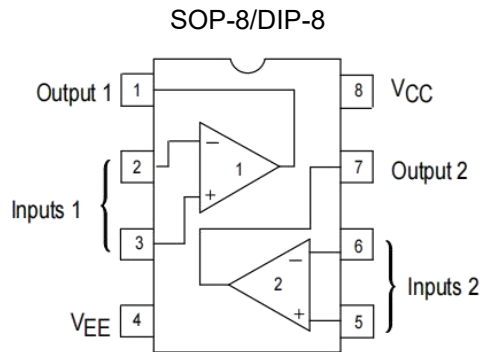 SOP-8/DIP-8
Output 1 1 8 VCC
2 − 1 7 Output 2
Inputs 1 +
3 6
− 2 Inputs 2
VEE 4 + 5